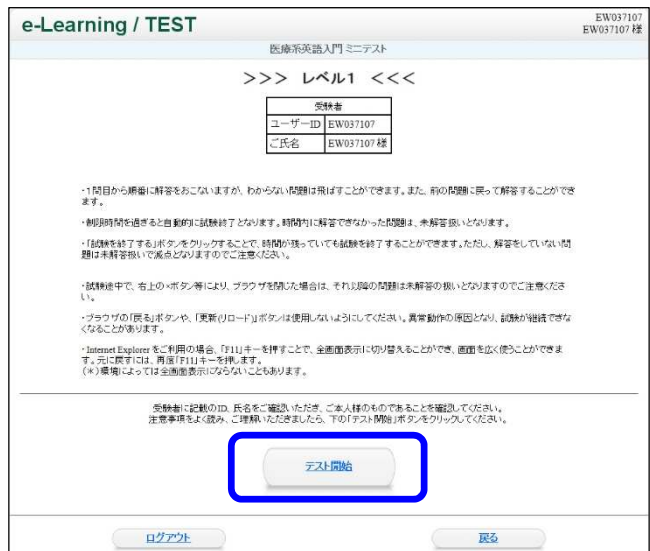 e-Learning / TEST
EW037107
EW037107 様
医療系英語入門 ミニテスト
>>> レベル1 <<<
受験者
ユーザーID EW037107
ご氏名 EW037107 様
・1問目から順番に解答をおこないますが、わからない問題は飛ばすことができます。また、前の問題に戻って解答することができ
ます。
・制限時間を過ぎると自動的に試験終了となります。時間内に解答できなかった問題は、未解答扱いとなります。
・「試験を終了する」ボタンをクリックすることで、時間が残っていても試験を終了することができます。ただし、解答をしていない問
題は未解答扱いで減点となりますのでご注意ください。
・試験途中で、右上の×ボタン等により、ブラウザを閉じた場合は、それ以降の問題は未解答の扱いとなりますのでご注意くださ
い。
・ブラウザの「戻る」ボタンや、「更新(リロード)」ボタンは使用しないようにしてください。異常動作の原因となり、試験が継続できな
くなることがあります。
・Internet Explorer をご利用の場合、「F11」キーを押すことで、全画面表示に切り替えることができ、画面を広く使うことができま
す。元に戻すには、再度「F11」キーを押します。
(*)環境によっては全画面表示にならないこともあります。
受験者に記載のID、氏名をご確認いただき、ご本人様のものであることを確認してください。
注意事項をよく読み、ご理解いただきましたら、下の「テスト開始」ボタンをクリックしてください。
テスト開始
ログアウト
戻る